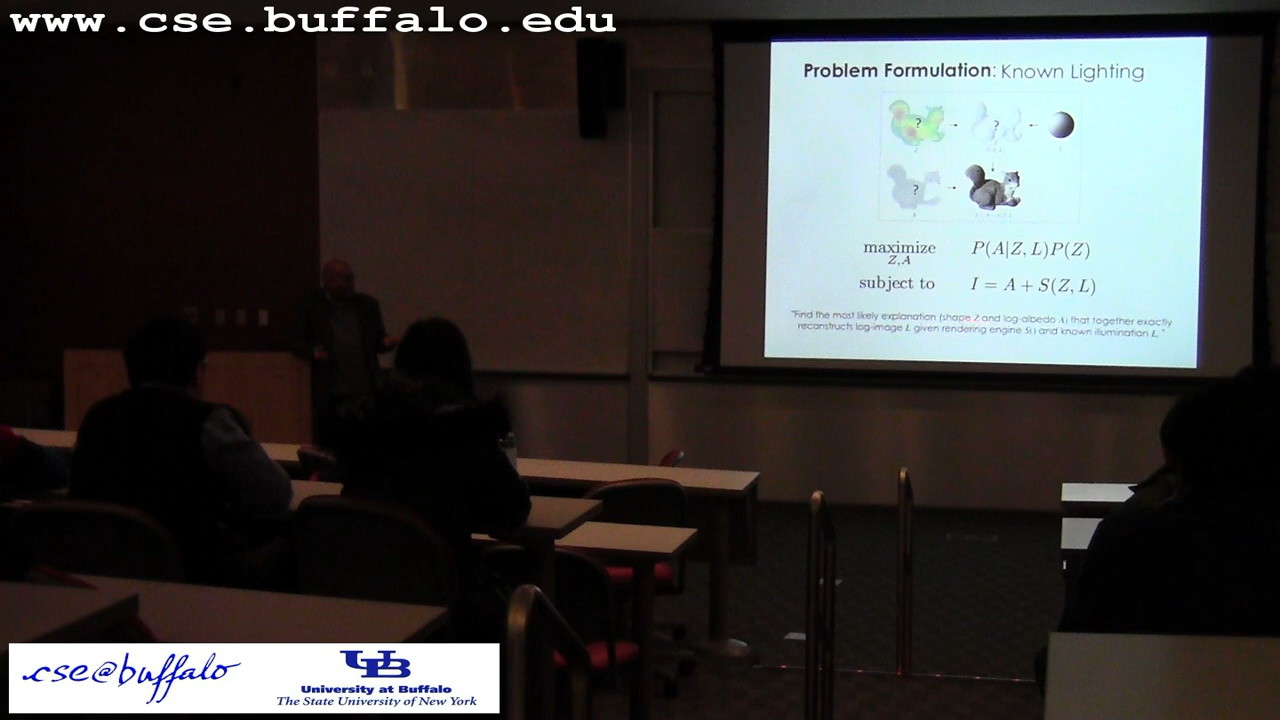 www.cse.buffalo.edu
Problem Formulation: Known Lighting
?
?
?
maximize P(A|Z, L)P(Z)
Z,A
subject to I = A + S(Z, L)
"Find the most likely explanation (shape Z and log-albedo A) that together exactly
reconstructs log-image I, given rendering engine S() and known illumination L."
cse@buffalo
UB
University at Buffalo
The State University of New York